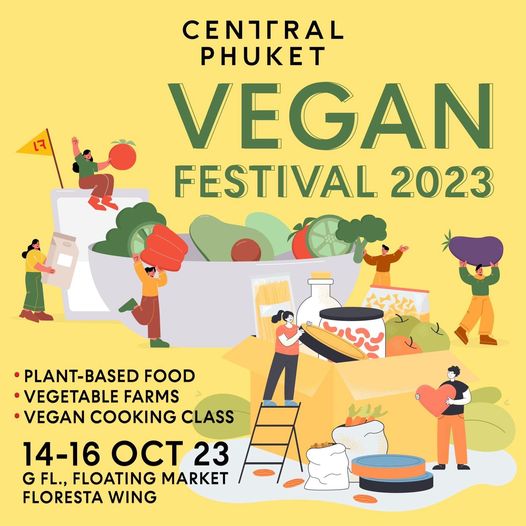 CENTRAL
PHUKET
VEGAN
FESTIVAL 2023
• PLANT-BASED FOOD
• VEGETABLE FARMS
• VEGAN COOKING CLASS
14-16 OCT 23
G FL., FLOATING MARKET
FLORESTA WING